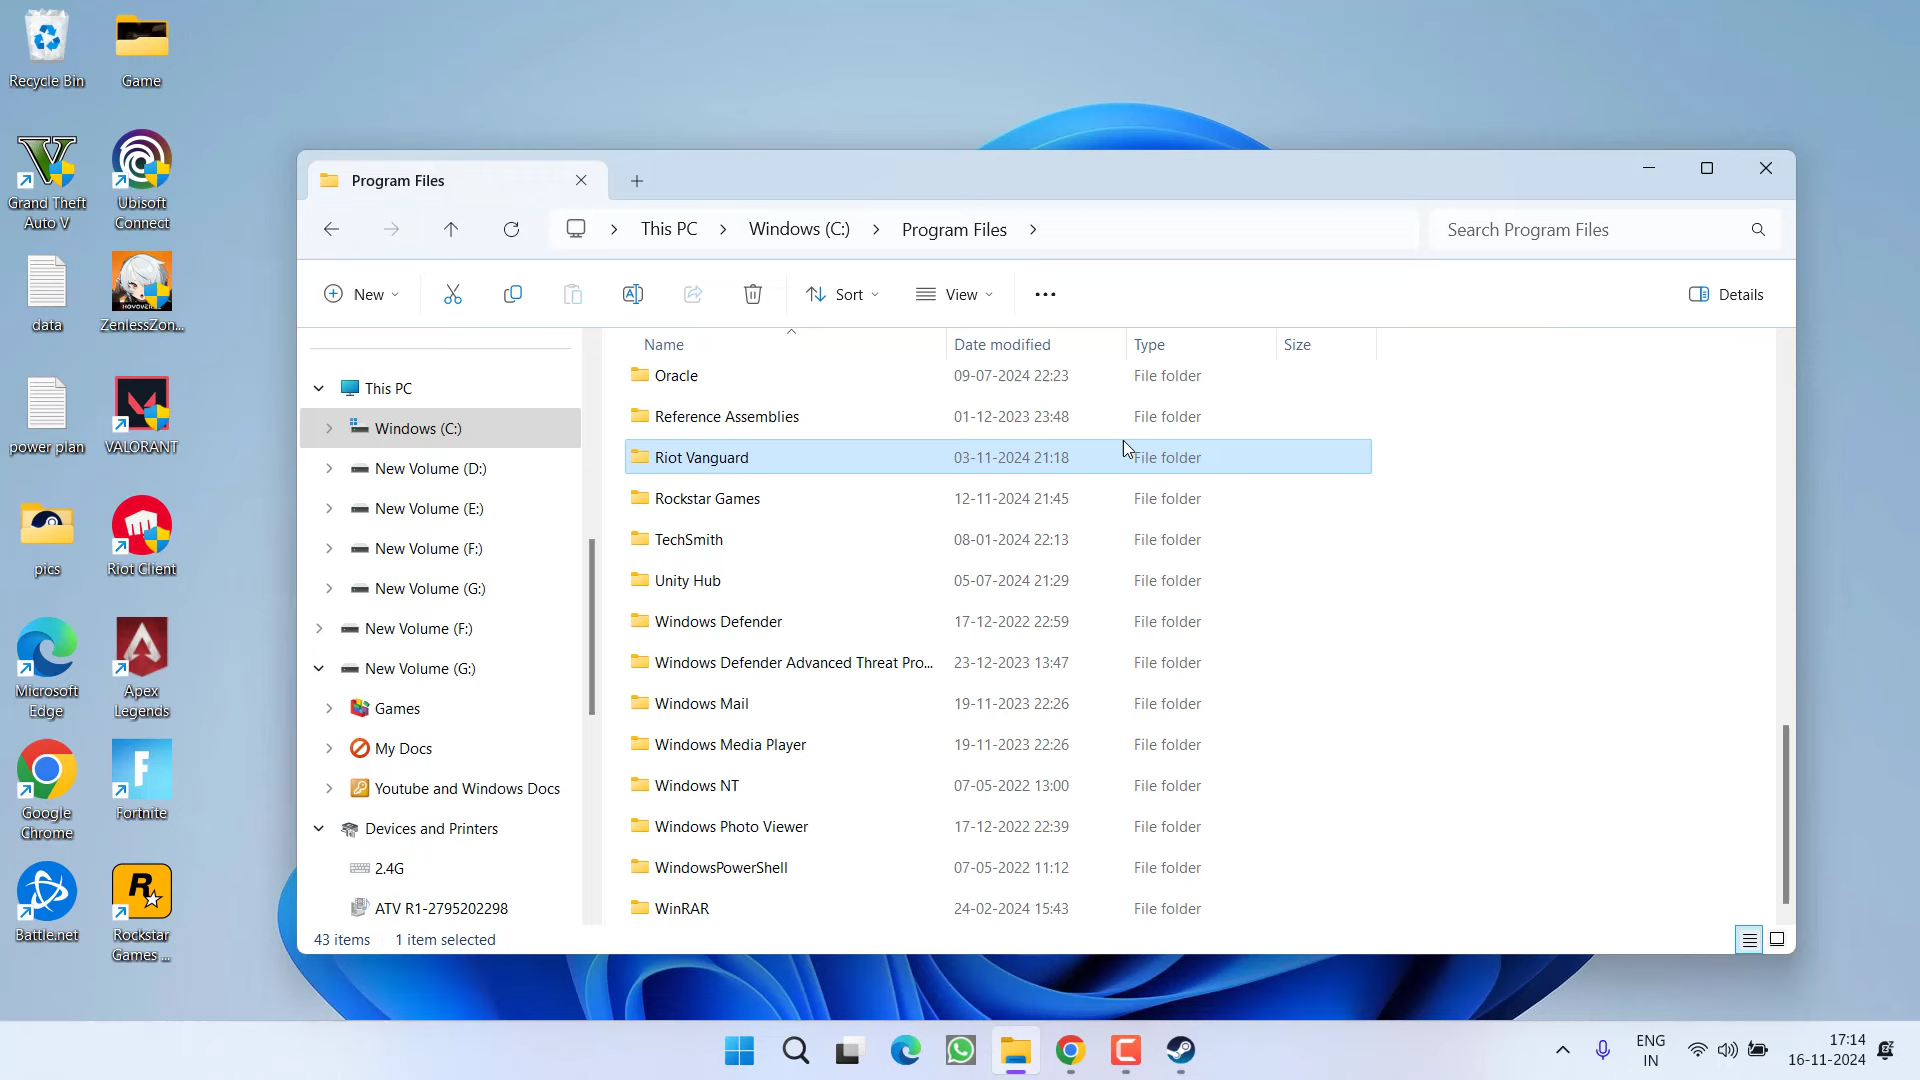 Recycle Bin
Game
Grand Theft
Auto V
Ubisoft
Connect
data
ZenlessZon...
power plan
VALORANT
pics
Riot Client
Microsoft
Edge
Apex
Legends
Google
Chrome
Fortnite
Battle.net
Rockstar
Games ...
Program Files
This PC
Windows (C:)
Program Files
Search Program Files
New
Sort
View
Details
This PC
Windows (C:)
New Volume (D:)
New Volume (E:)
New Volume (F:)
New Volume (G:)
New Volume (F:)
New Volume (G:)
Games
My Docs
Youtube and Windows Docs
Devices and Printers
2.4G
ATV R1-2795202298
Name Date modified Type Size
Oracle 09-07-2024 22:23 File folder
Reference Assemblies 01-12-2023 23:48 File folder
Riot Vanguard 03-11-2024 21:18 File folder
Rockstar Games 12-11-2024 21:45 File folder
TechSmith 08-01-2024 22:13 File folder
Unity Hub 05-07-2024 21:29 File folder
Windows Defender 17-12-2022 22:59 File folder
Windows Defender Advanced Threat Pro... 23-12-2023 13:47 File folder
Windows Mail 19-11-2023 22:26 File folder
Windows Media Player 19-11-2023 22:26 File folder
Windows NT 07-05-2022 13:00 File folder
Windows Photo Viewer 17-12-2022 22:39 File folder
WindowsPowerShell 07-05-2022 11:12 File folder
WinRAR 24-02-2024 15:43 File folder
43 items 1 item selected
ENG
IN
17:14
16-11-2024